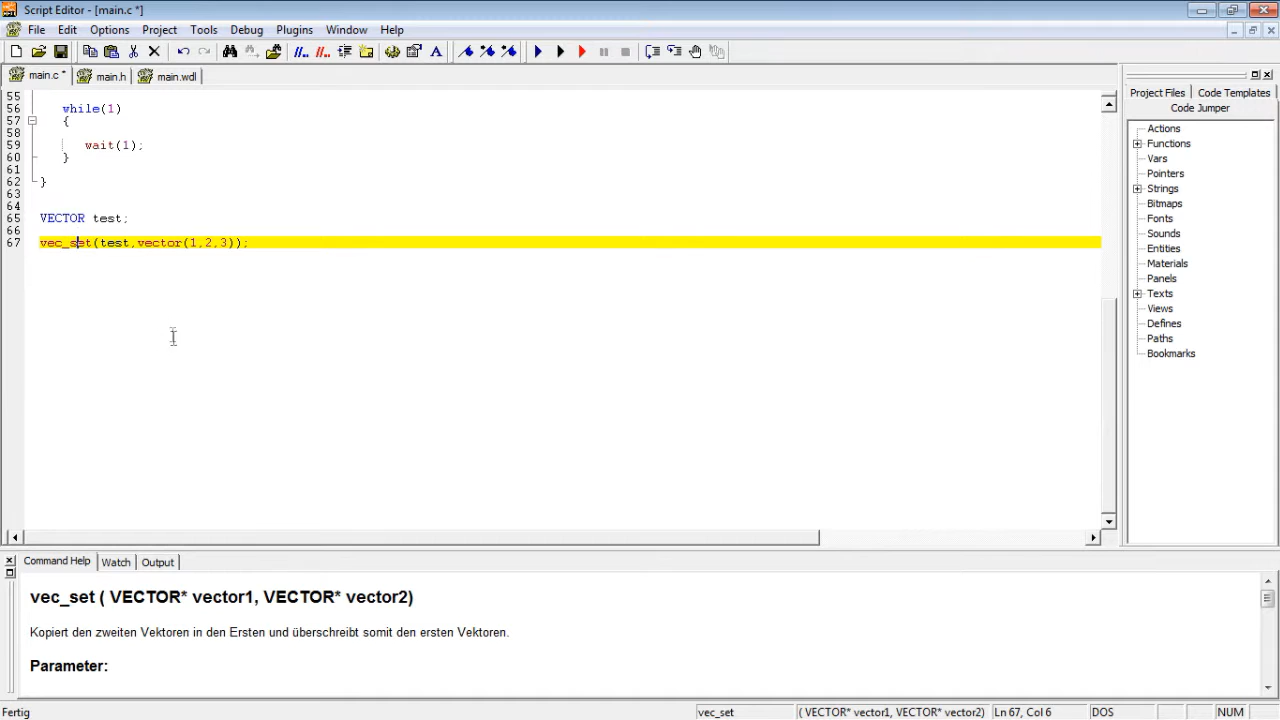 Script Editor - [main.c *]
File Edit Options Project Tools Debug Plugins Window Help
main.c * main.h main.wdl
Project Files Code Templates
Code Jumper
55
56 while(1)
57 {
58
59 wait(1);
60 }
61
62 }
63
64
65 VECTOR test;
66
67 vec_set(test,vector(1,2,3));
Actions
Functions
Vars
Pointers
Strings
Bitmaps
Fonts
Sounds
Entities
Materials
Panels
Texts
Views
Defines
Paths
Bookmarks
Command Help Watch Output
vec_set ( VECTOR* vector1, VECTOR* vector2)
Kopiert den zweiten Vektoren in den Ersten und überschreibt somit den ersten Vektoren.
Parameter:
Fertig vec_set ( VECTOR* vector1, VECTOR* vector2) Ln 67, Col 6 DOS NUM